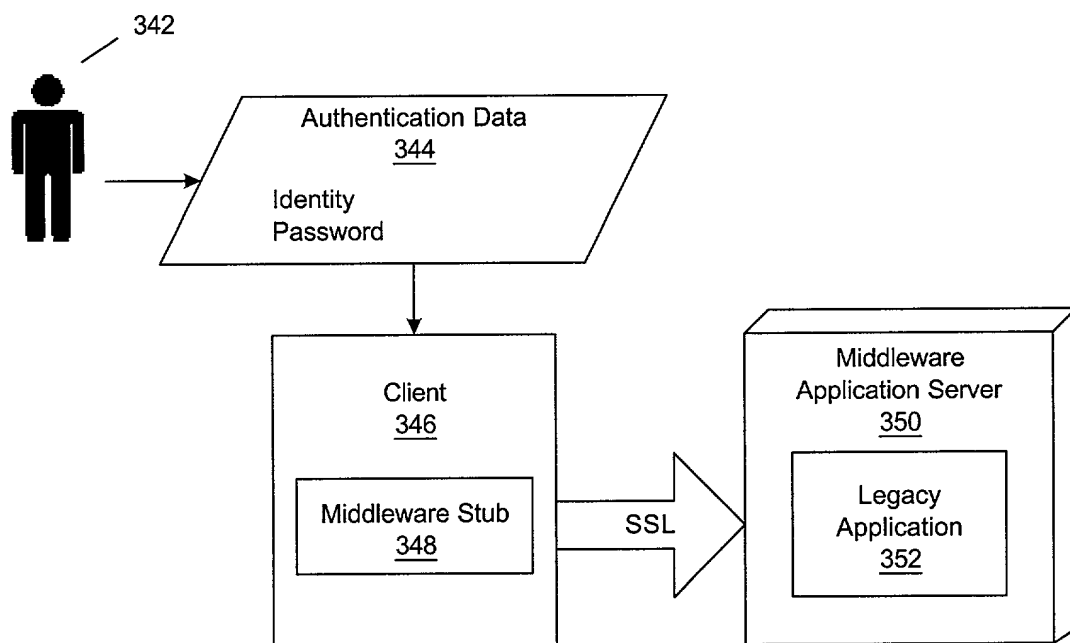 342
Authentication Data
344
Identity
Password
Client
346
Middleware Stub
348
SSL
Middleware
Application Server
350
Legacy
Application
352